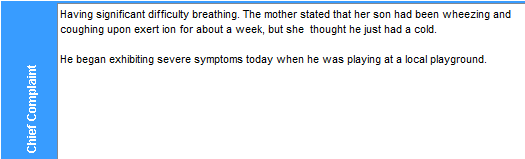 Having significant difficulty breathing. The mother stated that her son had been wheezing and
coughing upon exert ion for about a week, but she  thought he just had a cold.
He began exhibiting severe symptoms today when he was playing at a local playground.
Chief Complaint